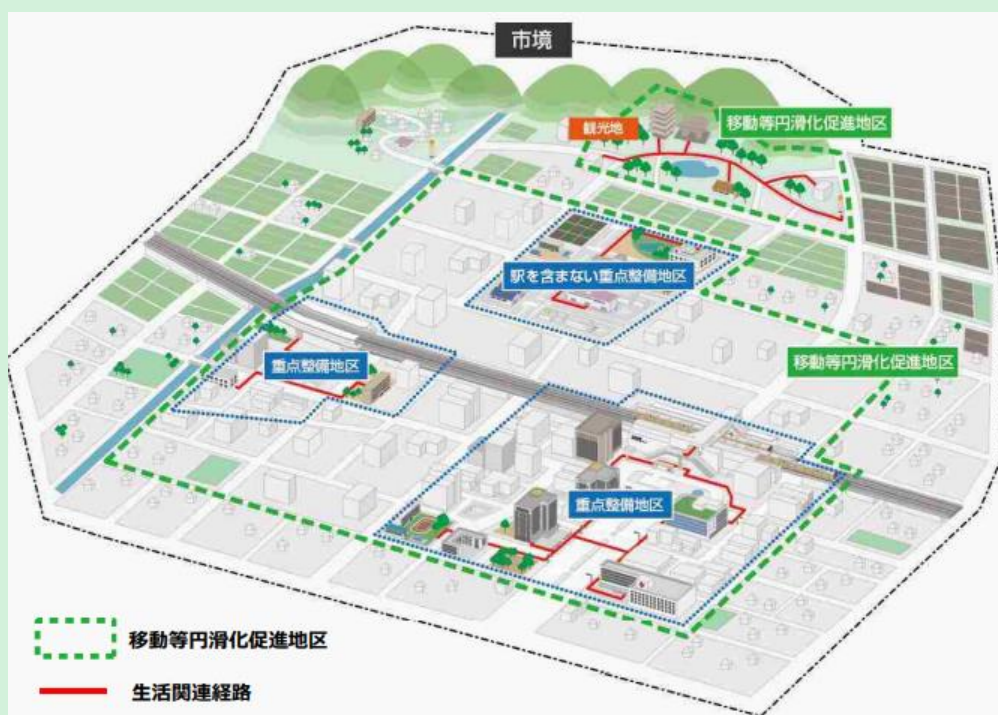 市境
移動等円滑化促進地区
観光地
駅を含まない重点整備地区
重点整備地区
移動等円滑化促進地区
重点整備地区
移動等円滑化促進地区
生活関連経路